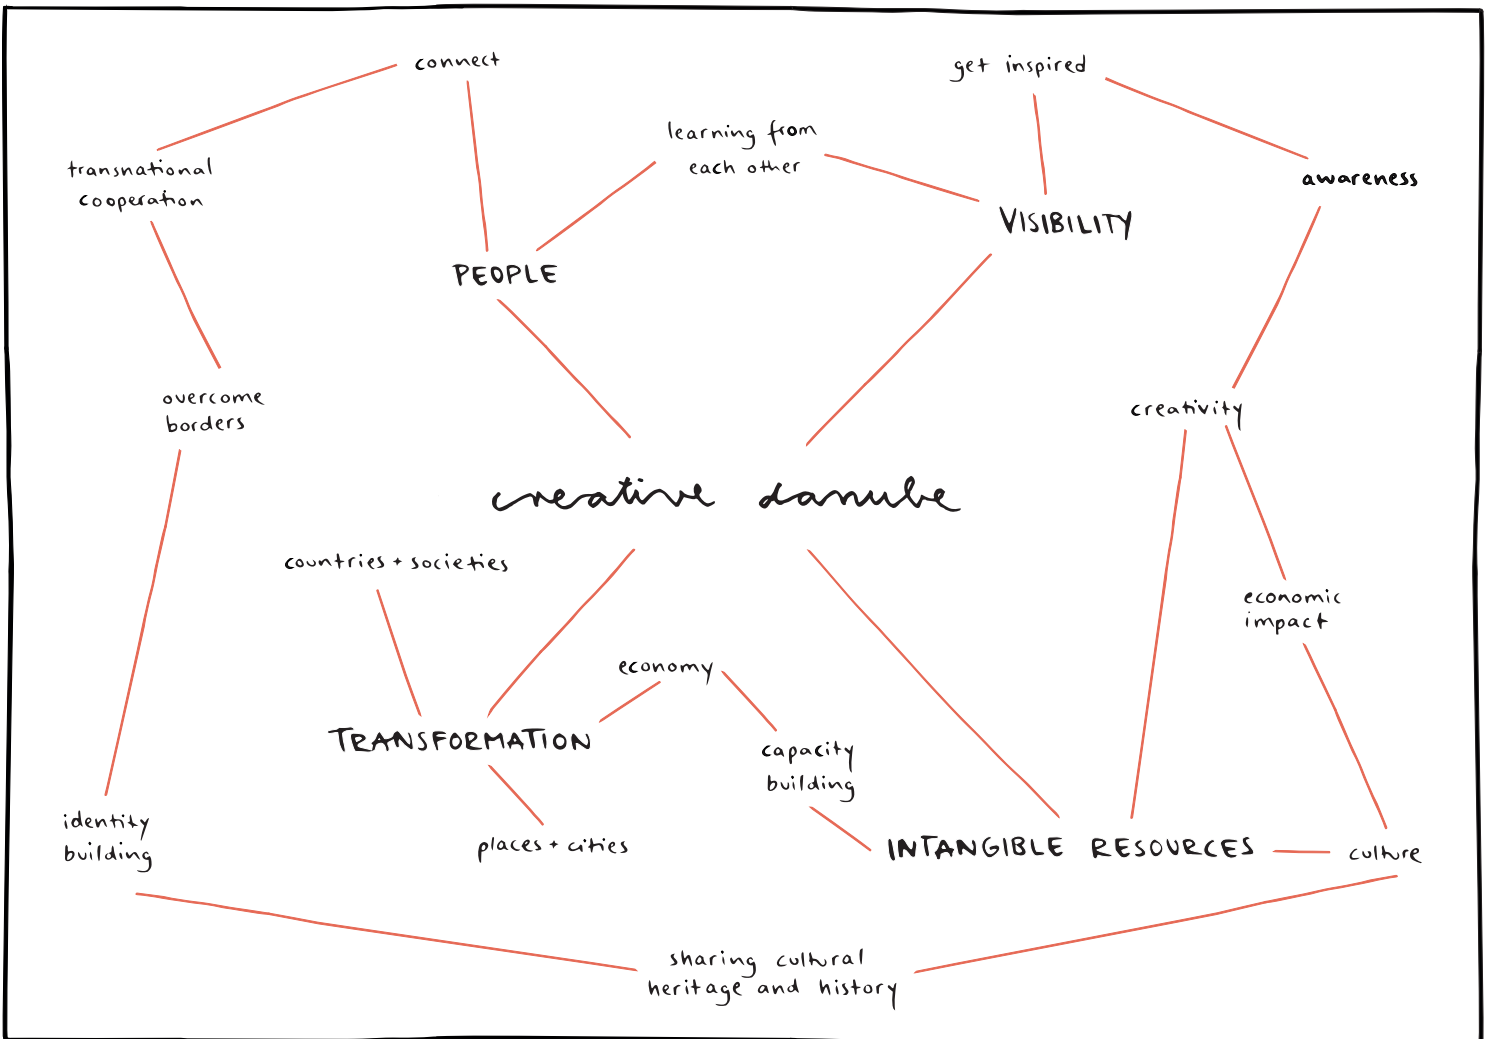 connect
get inspired
learning from
each other
transnational
cooperation
awareness
VISIBILITY
PEOPLE
overcome
borders
creativity
creative danube
countries + societies
economic
impact
economy
TRANSFORMATION
capacity
building
identity
building
places + cities
INTANGIBLE RESOURCES
culture
sharing cultural
heritage and history